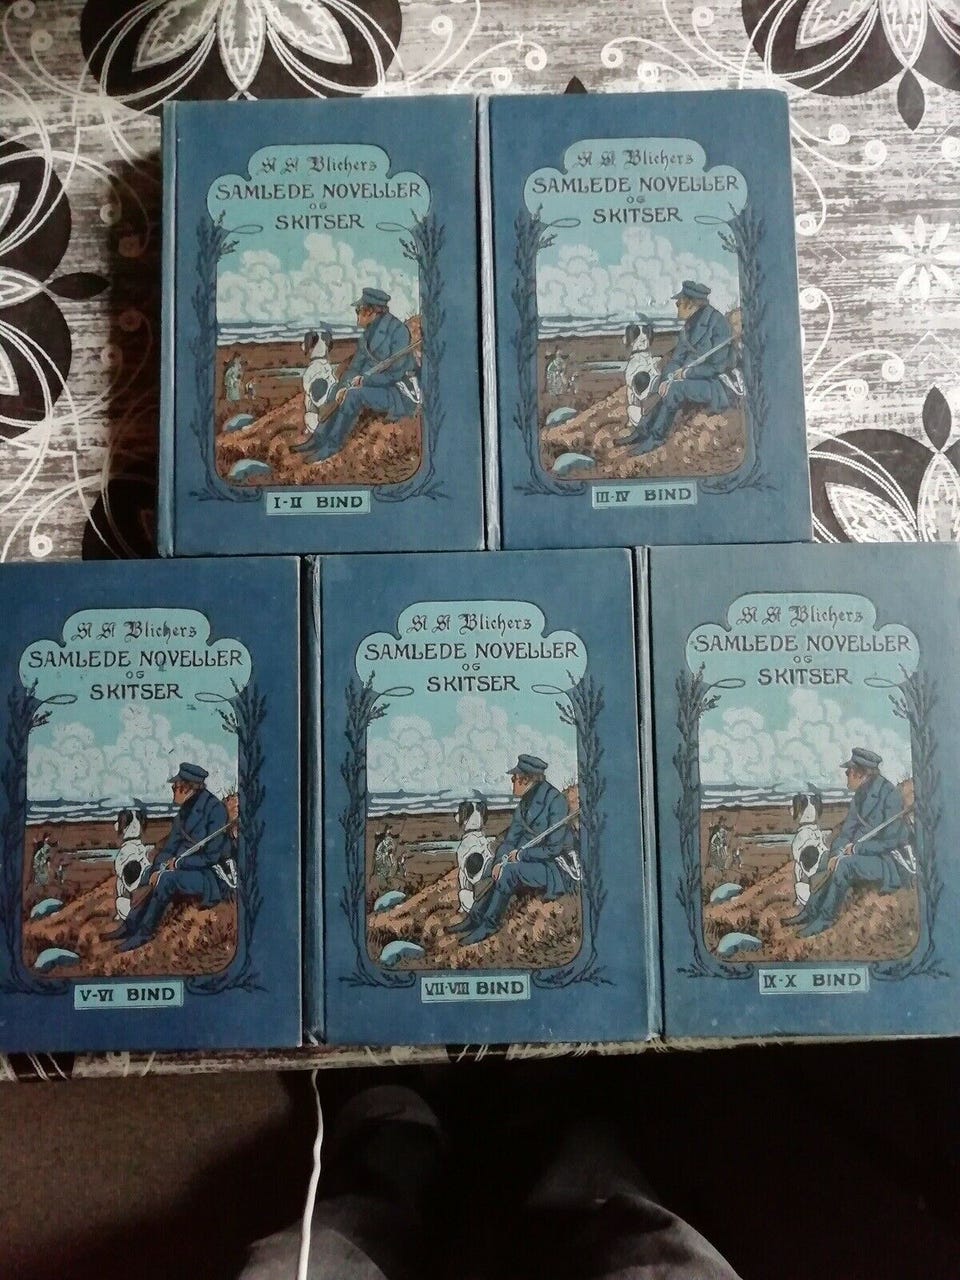 St St Blichers
SAMLEDE NOVELLER
OG
SKITSER
I-II BIND
St St Blichers
SAMLEDE NOVELLER
OG
SKITSER
III-IV BIND
St St Blichers
SAMLEDE NOVELLER
OG
SKITSER
V-VI BIND
St St Blichers
SAMLEDE NOVELLER
OG
SKITSER
VII-VIII BIND
St St Blichers
SAMLEDE NOVELLER
OG
SKITSER
IX-X BIND